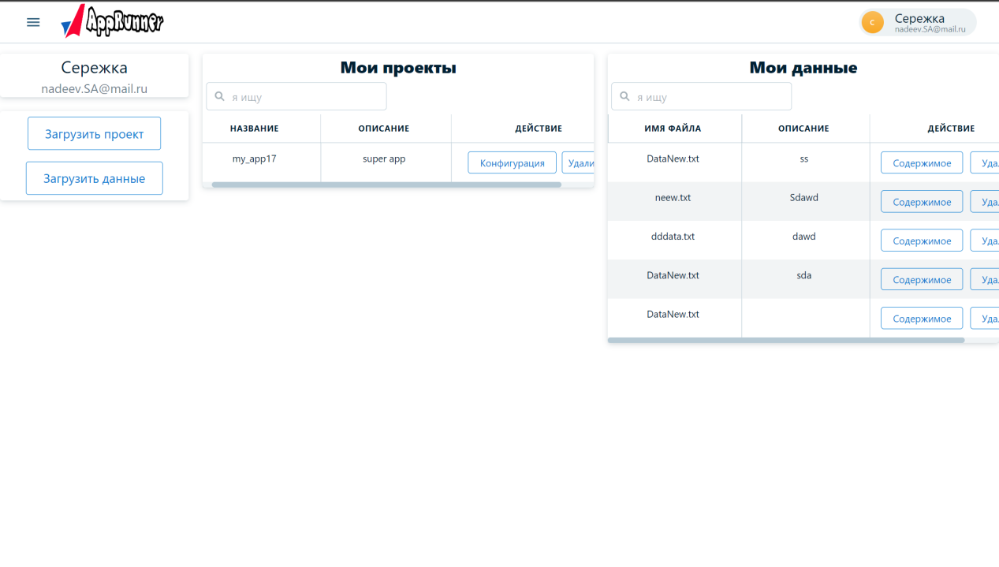 AppRunner
С
Сережка
nadeev.SA@mail.ru
Сережка
nadeev.SA@mail.ru
Загрузить проект
Загрузить данные
Мои проекты
я ищу
НАЗВАНИЕ ОПИСАНИЕ ДЕЙСТВИЕ
my_app17 super app Конфигурация Удали
Мои данные
я ищу
ИМЯ ФАЙЛА ОПИСАНИЕ ДЕЙСТВИЕ
DataNew.txt ss Содержимое Уда
neew.txt Sdawd Содержимое Уда
dddata.txt dawd Содержимое Уда
DataNew.txt sda Содержимое Уда
DataNew.txt Содержимое Уда